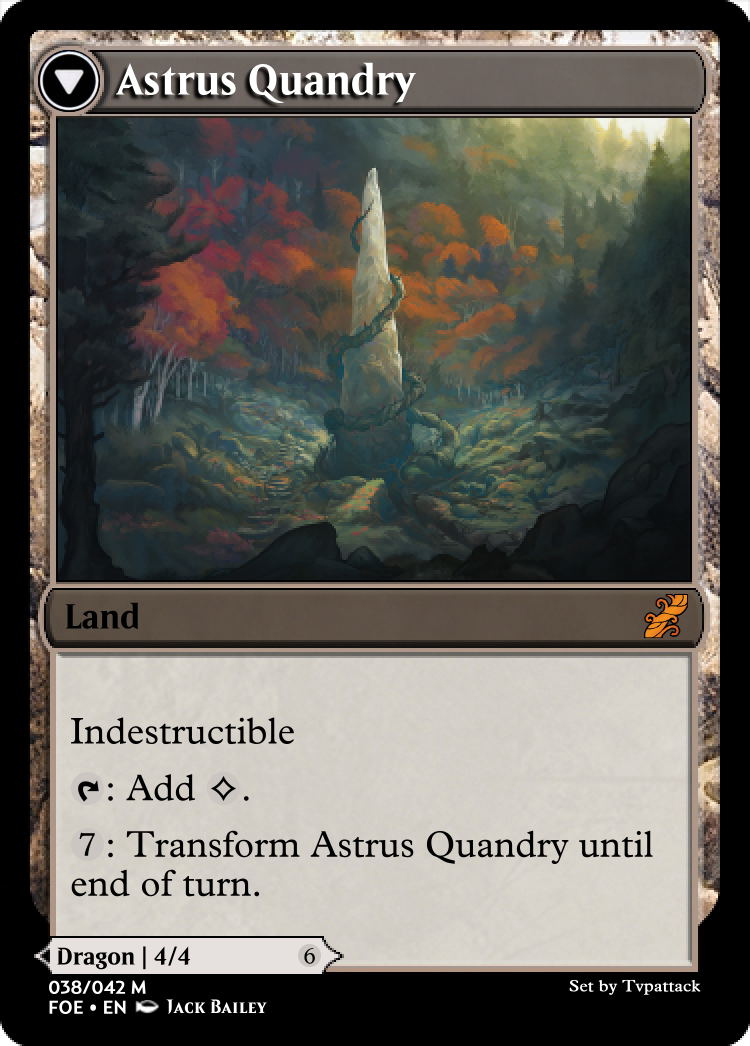 Astrus Quandry
Land
Indestructible
: Add .
7: Transform Astrus Quandry until
end of turn.
Dragon | 4/4 6
038/042 M
Set by Tvpattack
FOE • EN Jack Bailey